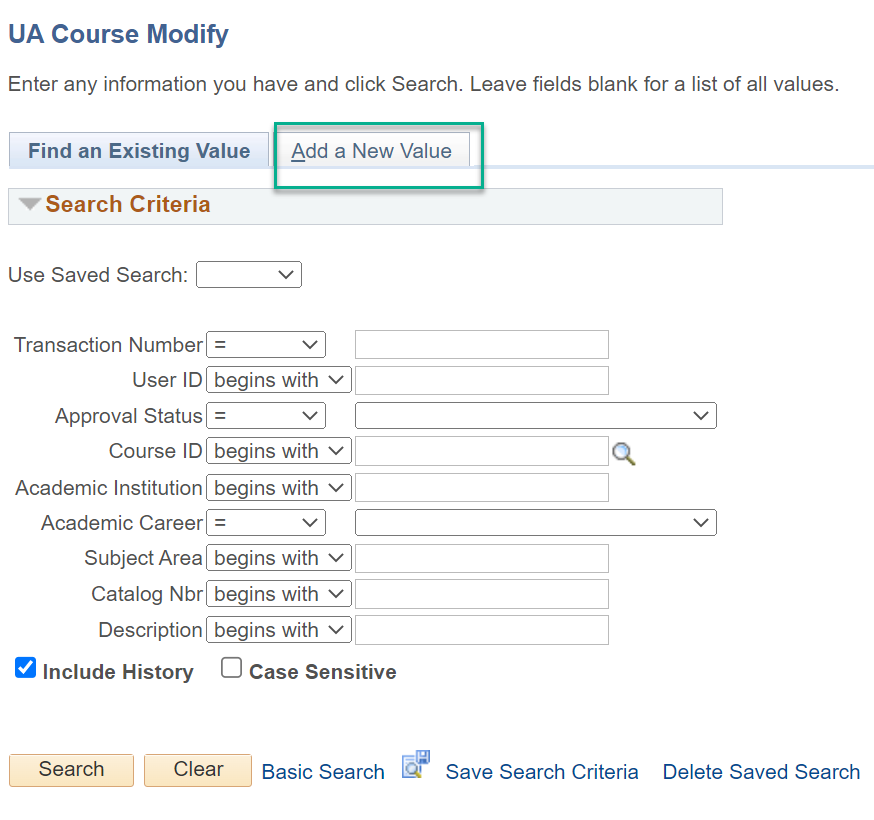 UA Course Modify
Enter any information you have and click Search. Leave fields blank for a list of all values.
Find an Existing Value Add a New Value
Search Criteria
Use Saved Search:
Transaction Number =
User ID begins with
Approval Status =
Course ID begins with
Academic Institution begins with
Academic Career =
Subject Area begins with
Catalog Nbr begins with
Description begins with
Include History Case Sensitive
Search Clear Basic Search Save Search Criteria Delete Saved Search